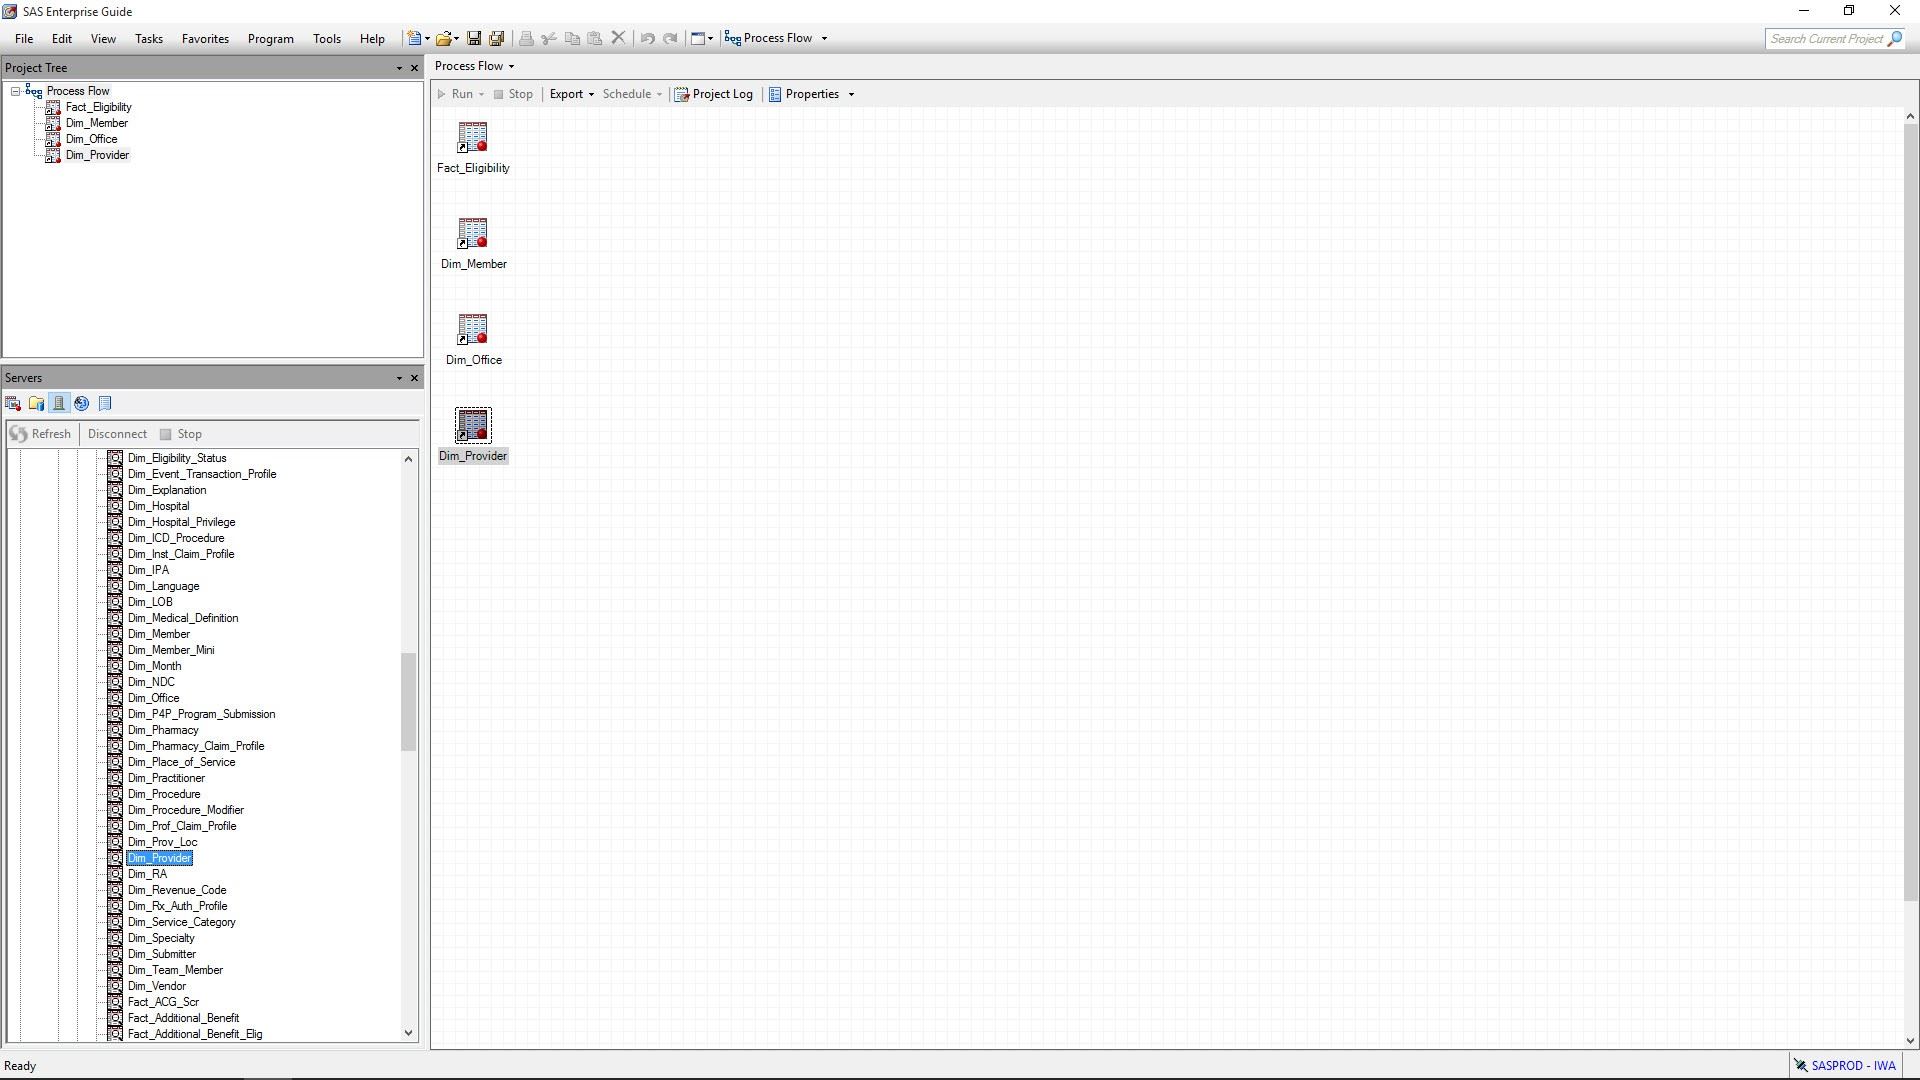 SAS Enterprise Guide
File Edit View Tasks Favorites Program Tools Help Process Flow Search Current Project
Project Tree
Process Flow
Fact_Eligibility
Dim_Member
Dim_Office
Dim_Provider
Servers
Refresh Disconnect Stop
Dim_Eligibility_Status
Dim_Event_Transaction_Profile
Dim_Explanation
Dim_Hospital
Dim_Hospital_Privilege
Dim_ICD_Procedure
Dim_Inst_Claim_Profile
Dim_IPA
Dim_Language
Dim_LOB
Dim_Medical_Definition
Dim_Member
Dim_Member_Mini
Dim_Month
Dim_NDC
Dim_Office
Dim_P4P_Program_Submission
Dim_Pharmacy
Dim_Pharmacy_Claim_Profile
Dim_Place_of_Service
Dim_Practitioner
Dim_Procedure
Dim_Procedure_Modifier
Dim_Prof_Claim_Profile
Dim_Prov_Loc
Dim_Provider
Dim_RA
Dim_Revenue_Code
Dim_Rx_Auth_Profile
Dim_Service_Category
Dim_Specialty
Dim_Submitter
Dim_Team_Member
Dim_Vendor
Fact_ACG_Scr
Fact_Additional_Benefit
Fact_Additional_Benefit_Elig
Process Flow
Run Stop Export Schedule Project Log Properties
Fact_Eligibility
Dim_Member
Dim_Office
Dim_Provider
Ready
SASPROD - IWA